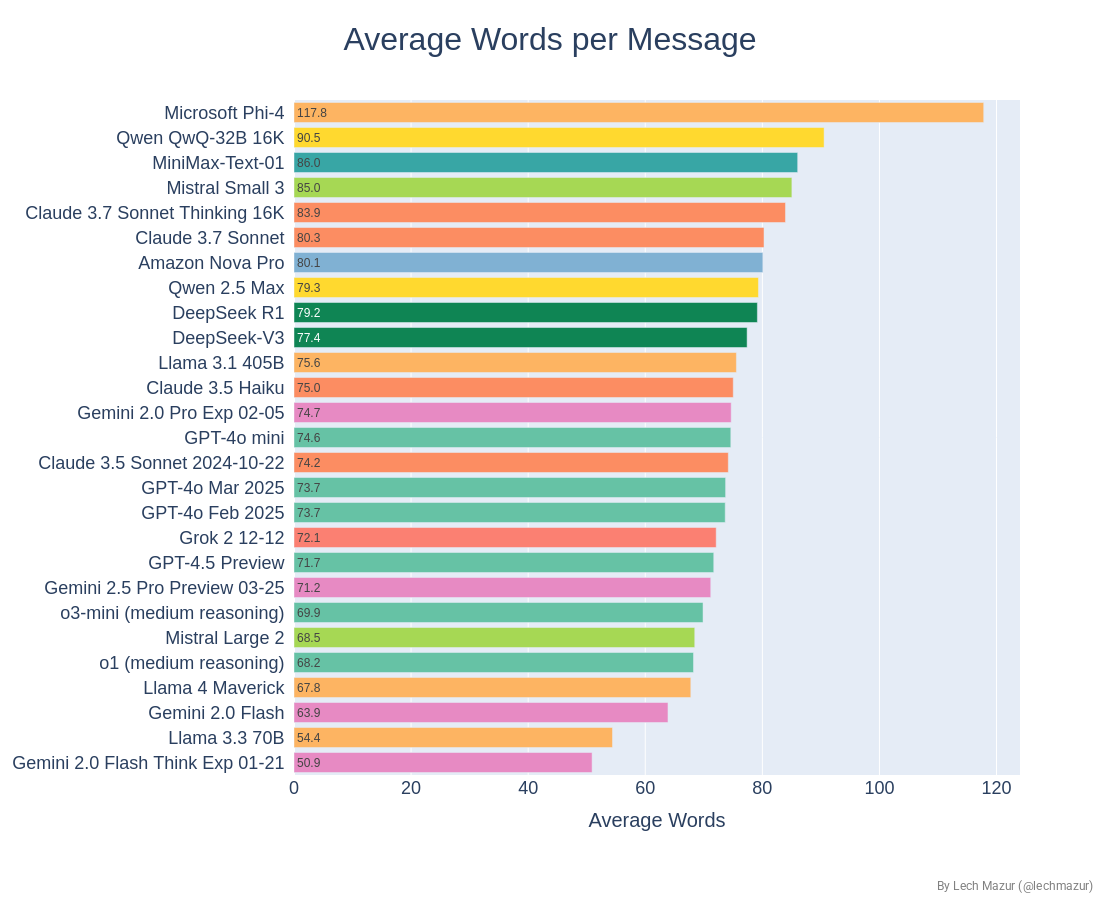 Average Words per Message
Microsoft Phi-4 117.8
Qwen QwQ-32B 16K 90.5
MiniMax-Text-01 86.0
Mistral Small 3 85.0
Claude 3.7 Sonnet Thinking 16K 83.9
Claude 3.7 Sonnet 80.3
Amazon Nova Pro 80.1
Qwen 2.5 Max 79.3
DeepSeek R1 79.2
DeepSeek-V3 77.4
Llama 3.1 405B 75.6
Claude 3.5 Haiku 75.0
Gemini 2.0 Pro Exp 02-05 74.7
GPT-4o mini 74.6
Claude 3.5 Sonnet 2024-10-22 74.2
GPT-4o Mar 2025 73.7
GPT-4o Feb 2025 73.7
Grok 2 12-12 72.1
GPT-4.5 Preview 71.7
Gemini 2.5 Pro Preview 03-25 71.2
o3-mini (medium reasoning) 69.9
Mistral Large 2 68.5
o1 (medium reasoning) 68.2
Llama 4 Maverick 67.8
Gemini 2.0 Flash 63.9
Llama 3.3 70B 54.4
Gemini 2.0 Flash Think Exp 01-21 50.9
0 20 40 60 80 100 120
Average Words
By Lech Mazur (@lechmazur)